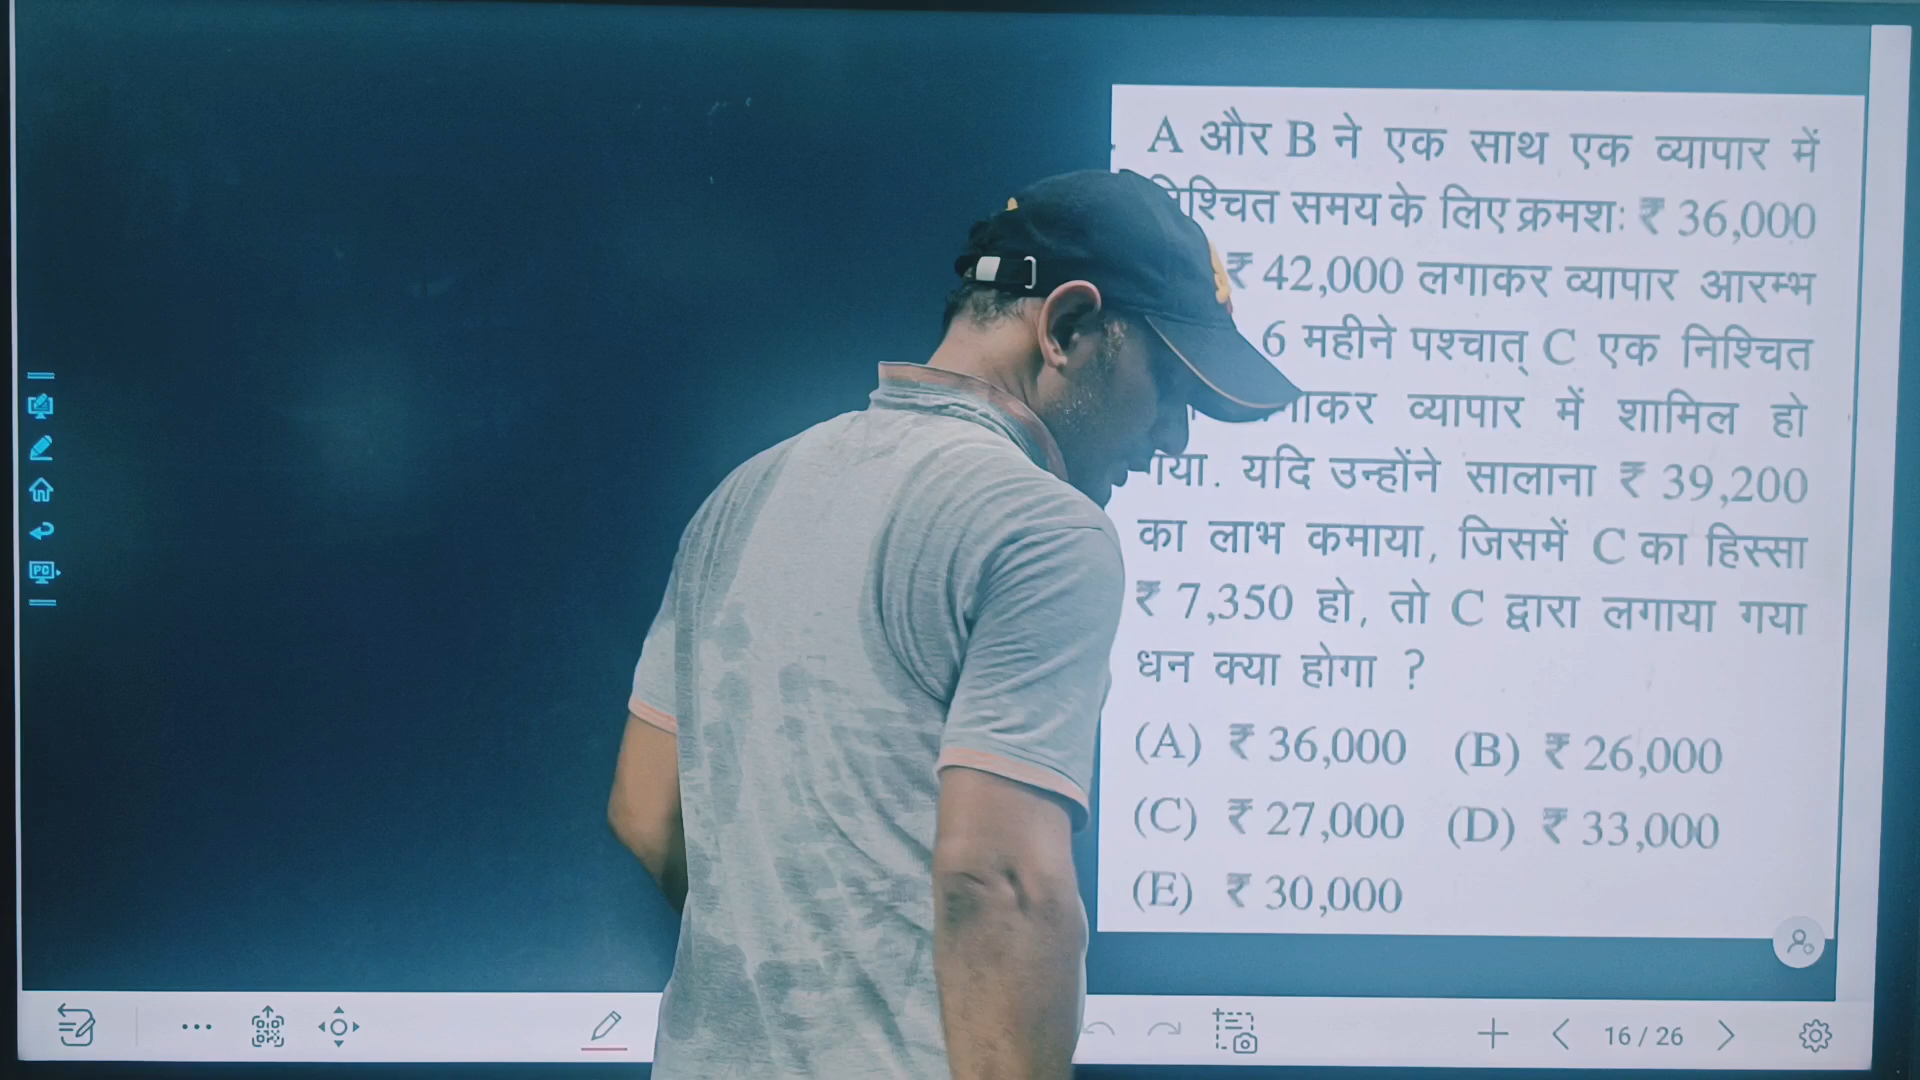 A और B ने एक साथ एक व्यापार में
समय के लिए क्रमशः ₹ 36,000
₹ 42,000 लगाकर व्यापार आरम्भ
6 महीने पश्चात् C एक निश्चित
व्यापार में शामिल हो
यदि उन्होंने सालाना ₹ 39,200
का लाभ कमाया, जिसमें C का हिस्सा
₹ 7,350 हो, तो C द्वारा लगाया गया
धन क्या होगा ?
(A) ₹ 36,000 (B) ₹ 26,000
(C) ₹ 27,000 (D) ₹ 33,000
(E) ₹ 30,000
PC
16 / 26